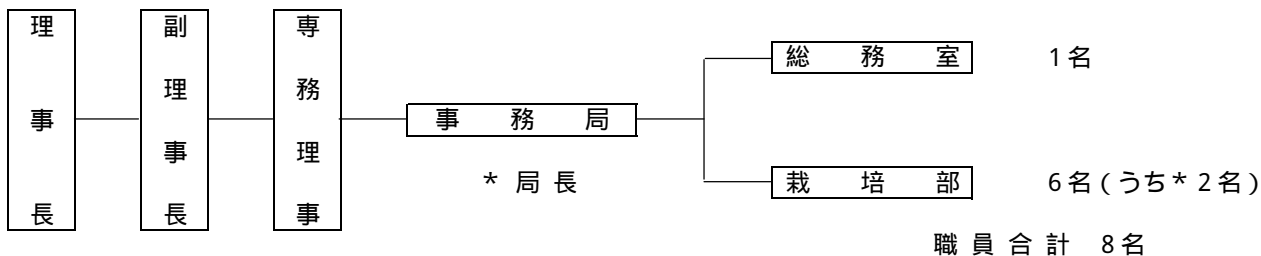 理事長
副理事長
専務理事
事務局
*局長
総務室 1名
栽培部 6名(うち*2名)
職員合計 8名